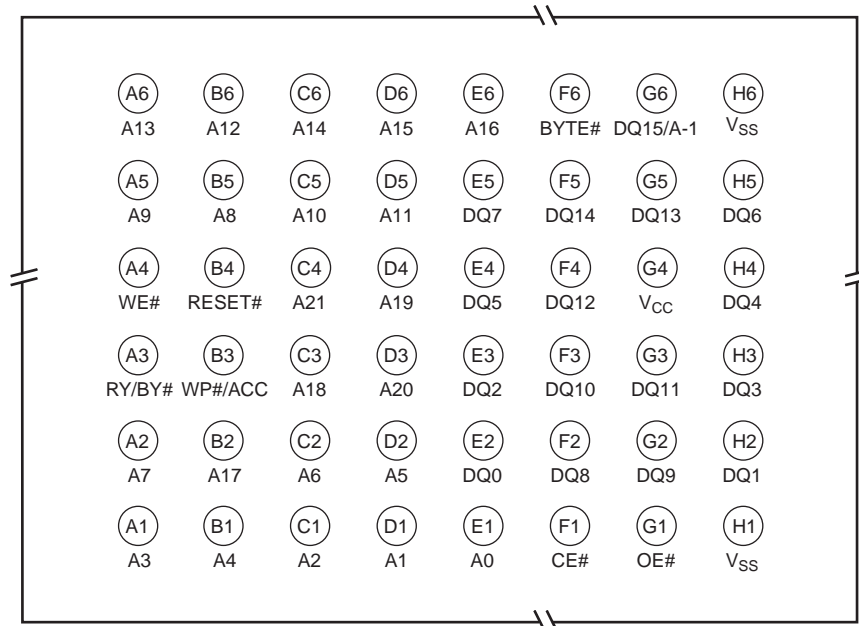 A6 B6 C6 D6 E6 F6 G6 H6
A13 A12 A14 A15 A16 BYTE# DQ15/A-1 VSS
A5 B5 C5 D5 E5 F5 G5 H5
A9 A8 A10 A11 DQ7 DQ14 DQ13 DQ6
A4 B4 C4 D4 E4 F4 G4 H4
WE# RESET# A21 A19 DQ5 DQ12 VCC DQ4
A3 B3 C3 D3 E3 F3 G3 H3
RY/BY# WP#/ACC A18 A20 DQ2 DQ10 DQ11 DQ3
A2 B2 C2 D2 E2 F2 G2 H2
A7 A17 A6 A5 DQ0 DQ8 DQ9 DQ1
A1 B1 C1 D1 E1 F1 G1 H1
A3 A4 A2 A1 A0 CE# OE# VSS